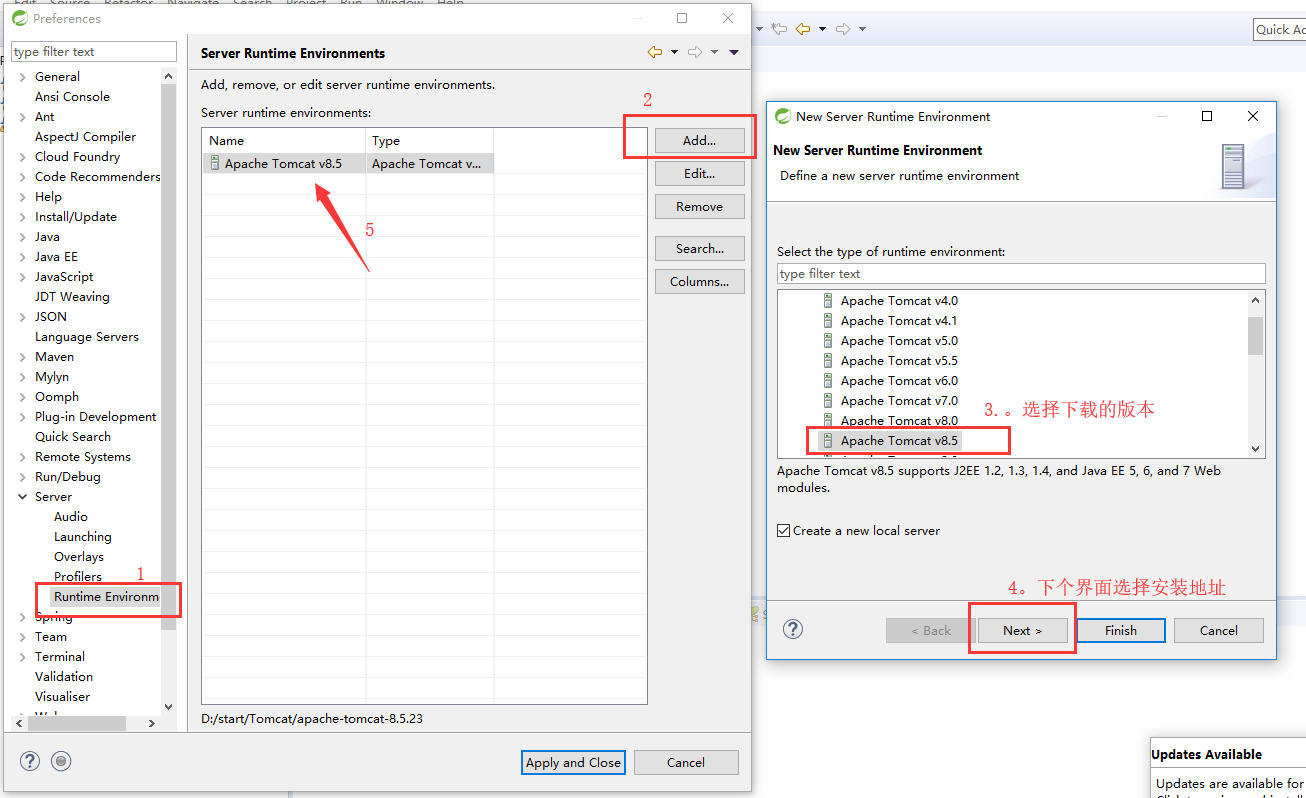 Edit Source Refactor Navigate Search Project Run Window Help
Preferences
type filter text
General
Ansi Console
Ant
AspectJ Compiler
Cloud Foundry
Code Recommenders
Help
Install/Update
Java
Java EE
JavaScript
JDT Weaving
JSON
Language Servers
Maven
Mylyn
Oomph
Plug-in Development
Quick Search
Remote Systems
Run/Debug
Server
Audio
Launching
Overlays
Profilers
1
Runtime Environm
Spring
Team
Terminal
Validation
Visualiser
Server Runtime Environments
Add, remove, or edit server runtime environments.
Server runtime environments:
2
Name Type
Apache Tomcat v8.5 Apache Tomcat v...
5
Add...
Edit...
Remove
Search...
Columns...
D:/start/Tomcat/apache-tomcat-8.5.23
Apply and Close Cancel
Quick Ac
New Server Runtime Environment
New Server Runtime Environment
Define a new server runtime environment
Select the type of runtime environment:
type filter text
Apache Tomcat v4.0
Apache Tomcat v4.1
Apache Tomcat v5.0
Apache Tomcat v5.5
Apache Tomcat v6.0
Apache Tomcat v7.0
Apache Tomcat v8.0
3.。选择下载的版本
Apache Tomcat v8.5
Apache Tomcat v8.5 supports J2EE 1.2, 1.3, 1.4, and Java EE 5, 6, and 7 Web
modules.
Create a new local server
4。下个界面选择安装地址
< Back Next > Finish Cancel
Updates Available
Updates are available for